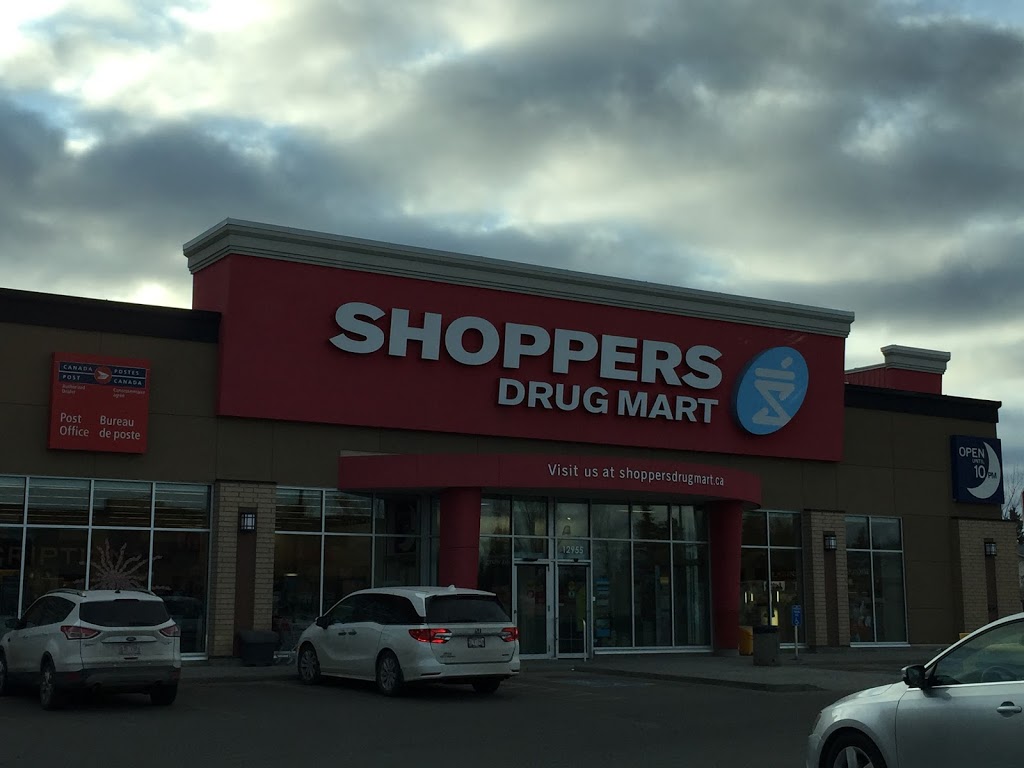 SHOPPERS
DRUG MART
Visit us at shoppersdrugmart.ca
CANADA POSTES
POST CANADA
Post Bureau
Office de poste
OPEN
UNTIL
10 PM
12955